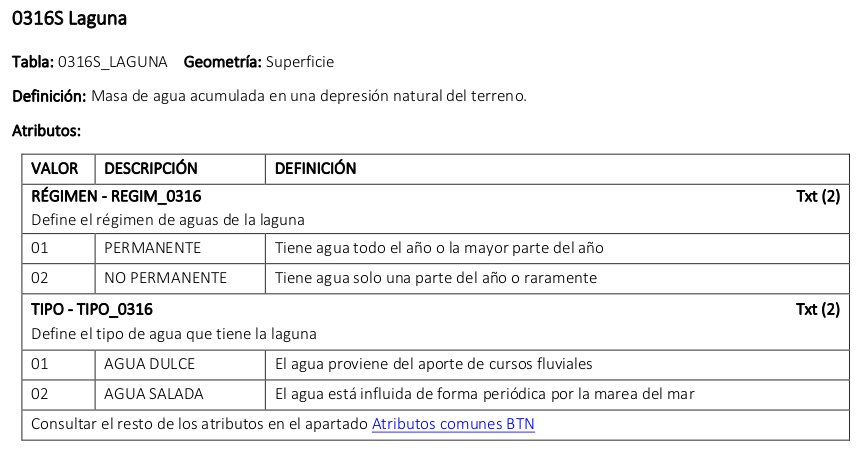 0316S Laguna
Tabla: 0316S_LAGUNA Geometría: Superficie
Definición: Masa de agua acumulada en una depresión natural del terreno.
Atributos:
VALOR DESCRIPCIÓN DEFINICIÓN
RÉGIMEN - REGIM_0316 Txt (2)
Define el régimen de aguas de la laguna
01 PERMANENTE Tiene agua todo el año o la mayor parte del año
02 NO PERMANENTE Tiene agua solo una parte del año o raramente
TIPO - TIPO_0316 Txt (2)
Define el tipo de agua que tiene la laguna
01 AGUA DULCE El agua proviene del aporte de cursos fluviales
02 AGUA SALADA El agua está influida de forma periódica por la marea del mar
Consultar el resto de los atributos en el apartado Atributos comunes BTN